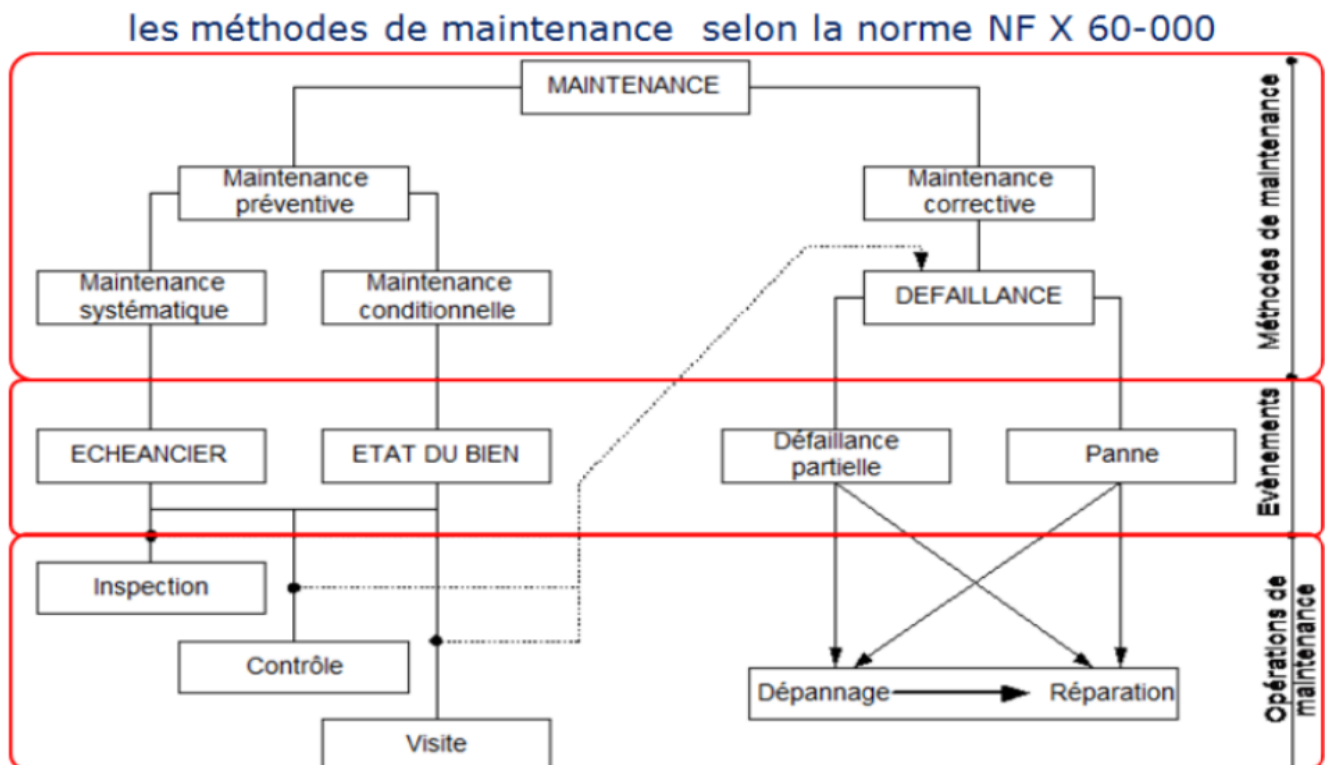 les méthodes de maintenance selon la norme NF X 60-000
MAINTENANCE
Maintenance
préventive
Maintenance
corrective
Maintenance
systématique
Maintenance
conditionnelle
DEFAILLANCE
Méthodes de maintenance
ECHEANCIER
ETAT DU BIEN
Défaillance
partielle
Panne
Evènements
Inspection
Contrôle
Visite
Dépannage
Réparation
Opérations de
maintenance